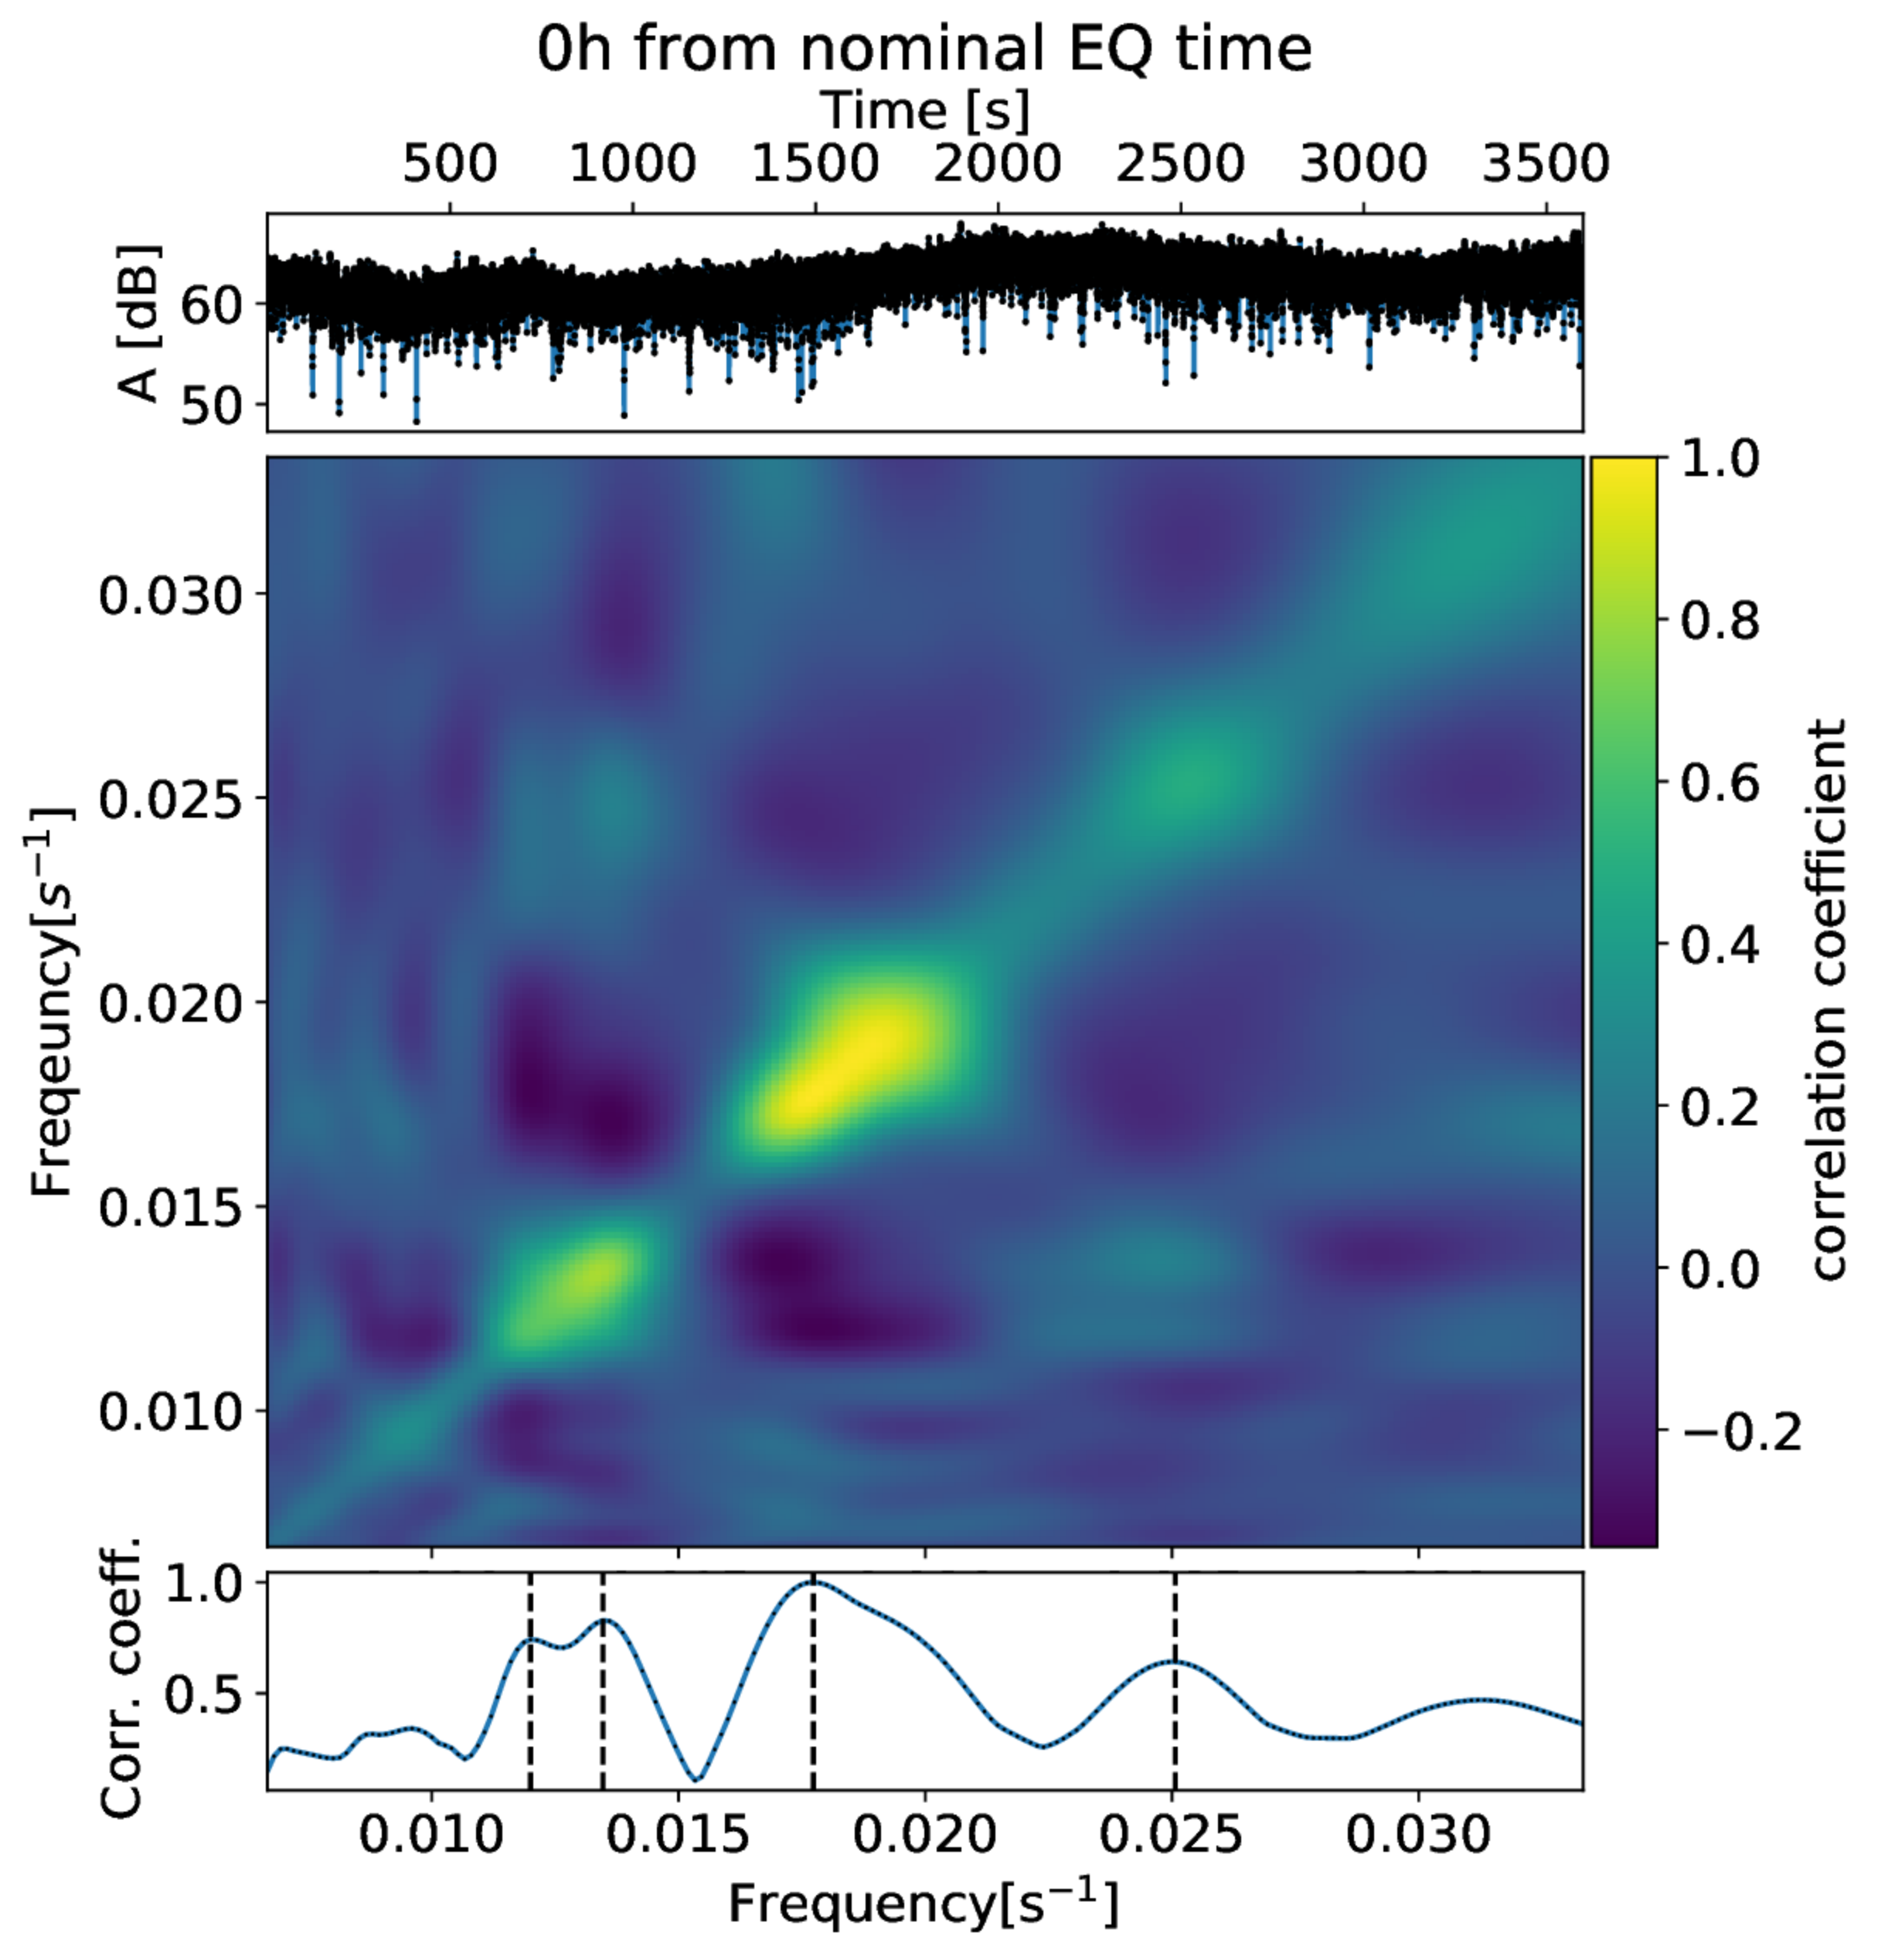 0h from nominal EQ time
Time [s]
500 1000 1500 2000 2500 3000 3500
A [dB]
60
50
Freqeuncy[s⁻¹]
0.030
0.025
0.020
0.015
0.010
1.0
0.8
0.6
0.4
0.2
0.0
−0.2
correlation coefficient
Corr. coeff.
1.0
0.5
0.010 0.015 0.020 0.025 0.030
Frequency[s⁻¹]